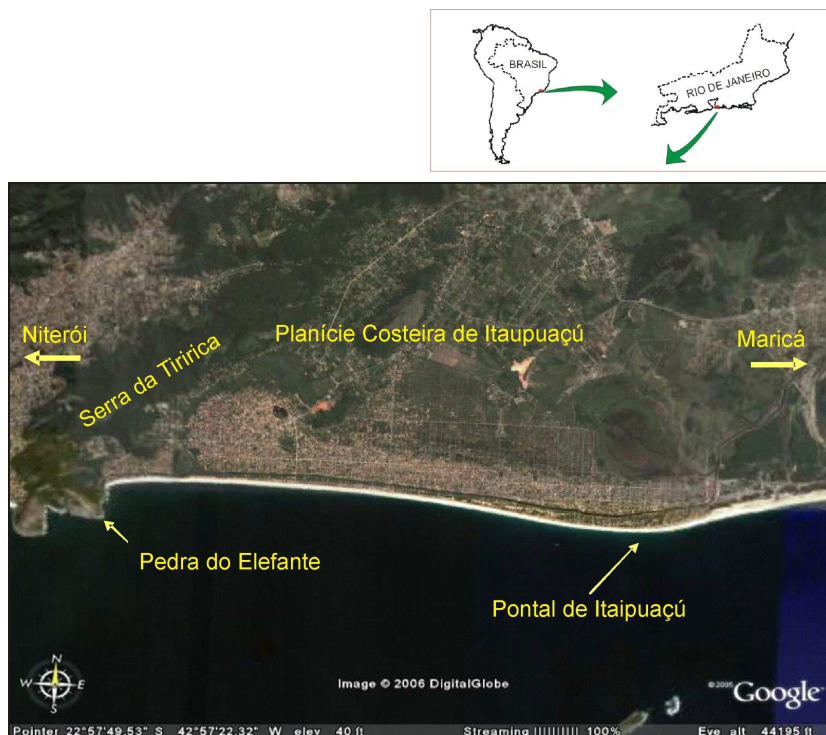 BRASIL
RIO DE JANEIRO
Niterói
Planície Costeira de Itaupuaçú
Maricá
Serra da Tiririca
Pedra do Elefante
Pontal de Itaipuaçú
N
W E
S
Image © 2006 DigitalGlobe
© 2005 Google™
Pointer 22°57'49.53" S 42°57'22.32" W elev 40 ft Streaming |||||||||| 100% Eye alt 44195 ft